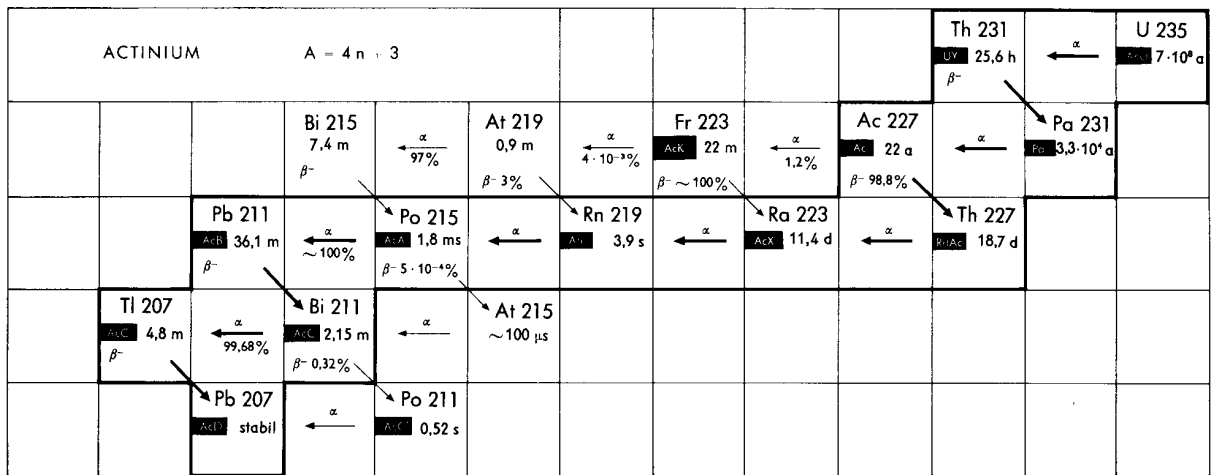 ACTINIUM A = 4 n + 3
Th 231
UY 25,6 h
β-
α
U 235
AcU 7·10⁸ a
Bi 215
7,4 m
β-
α
97%
At 219
0,9 m
β- 3%
α
4 · 10⁻³%
Fr 223
AcK 22 m
β- ~ 100%
α
1,2%
Ac 227
Ac 22 a
β- 98,8%
α
Pa 231
Pa 3,3·10⁴ a
Pb 211
AcB 36,1 m
β-
α
~100%
Po 215
AcA 1,8 ms
β- 5 · 10⁻⁴%
α
Rn 219
An 3,9 s
α
Ra 223
AcX 11,4 d
α
Th 227
RdAc 18,7 d
Tl 207
AcC" 4,8 m
β-
α
99,68%
Bi 211
AcC 2,15 m
β- 0,32%
α
At 215
~100 µs
Pb 207
AcD stabil
α
Po 211
AcC' 0,52 s